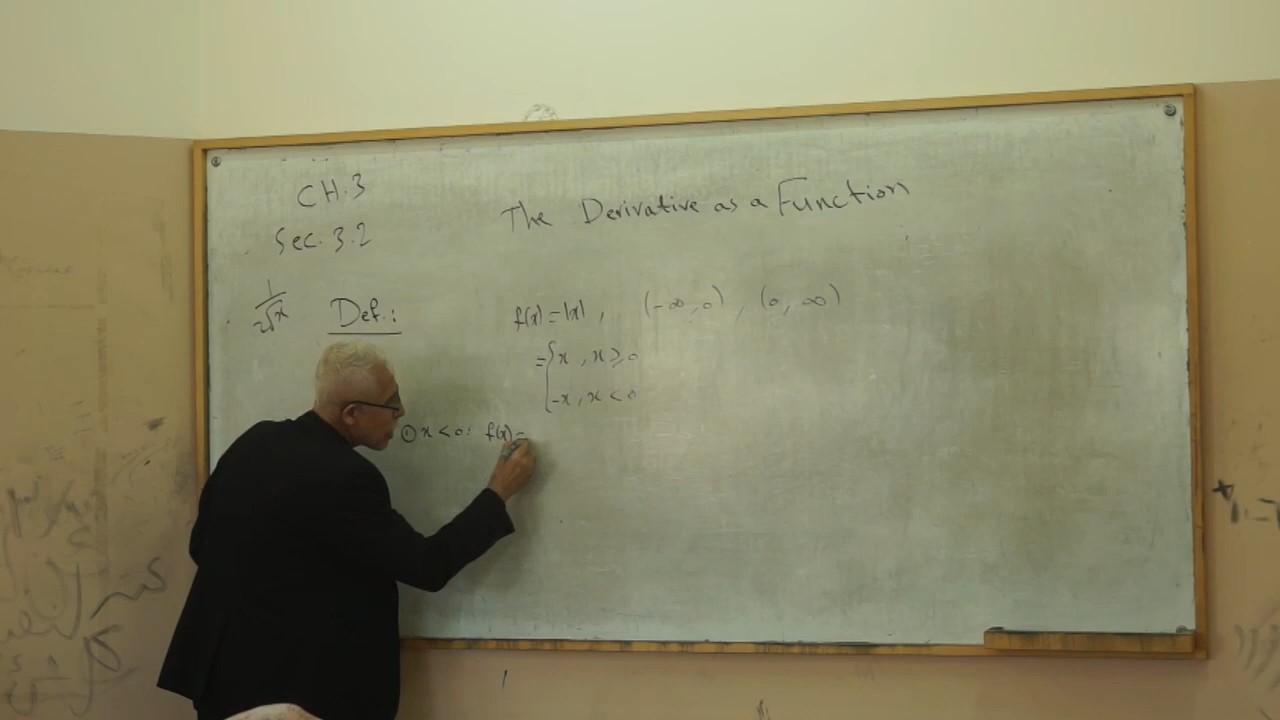 CH.3
The Derivative as a Function
Sec. 3.2
1/2√x
Def.:
f(x)=|x| , (-∞,0) , (0,∞)
={x , x≥0
-x , x<0
① x<0: f(x)=